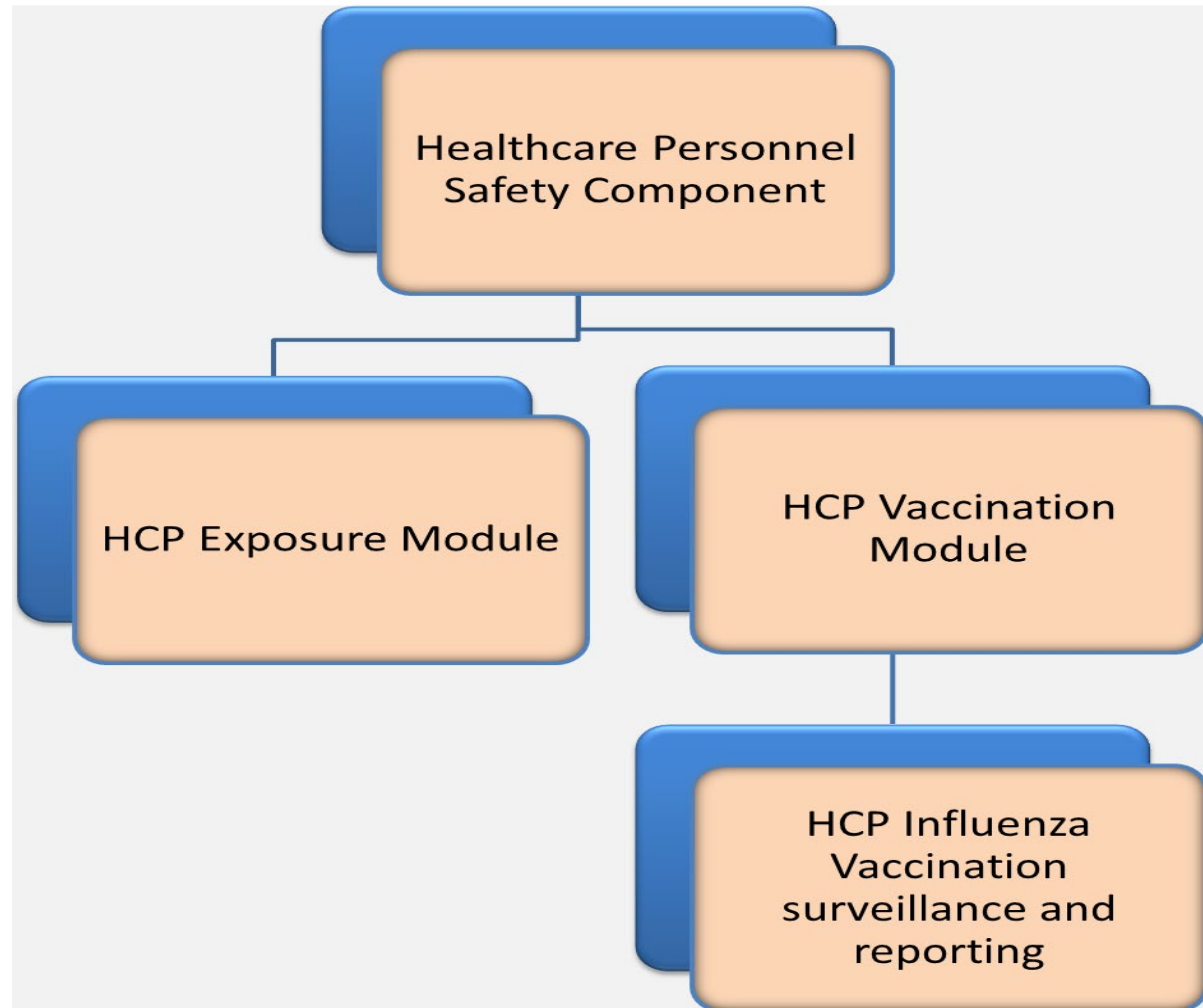 Healthcare Personnel
Safety Component
HCP Exposure Module
HCP Vaccination
Module
HCP Influenza
Vaccination
surveillance and
reporting